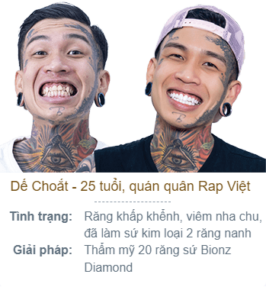 Dế Choắt - 25 tuổi, quán quân Rap Việt
Tình trạng: Răng khấp khểnh, viêm nha chu,
đã làm sứ kim loại 2 răng nanh
Giải pháp: Thẩm mỹ 20 răng sứ Bionz
Diamond